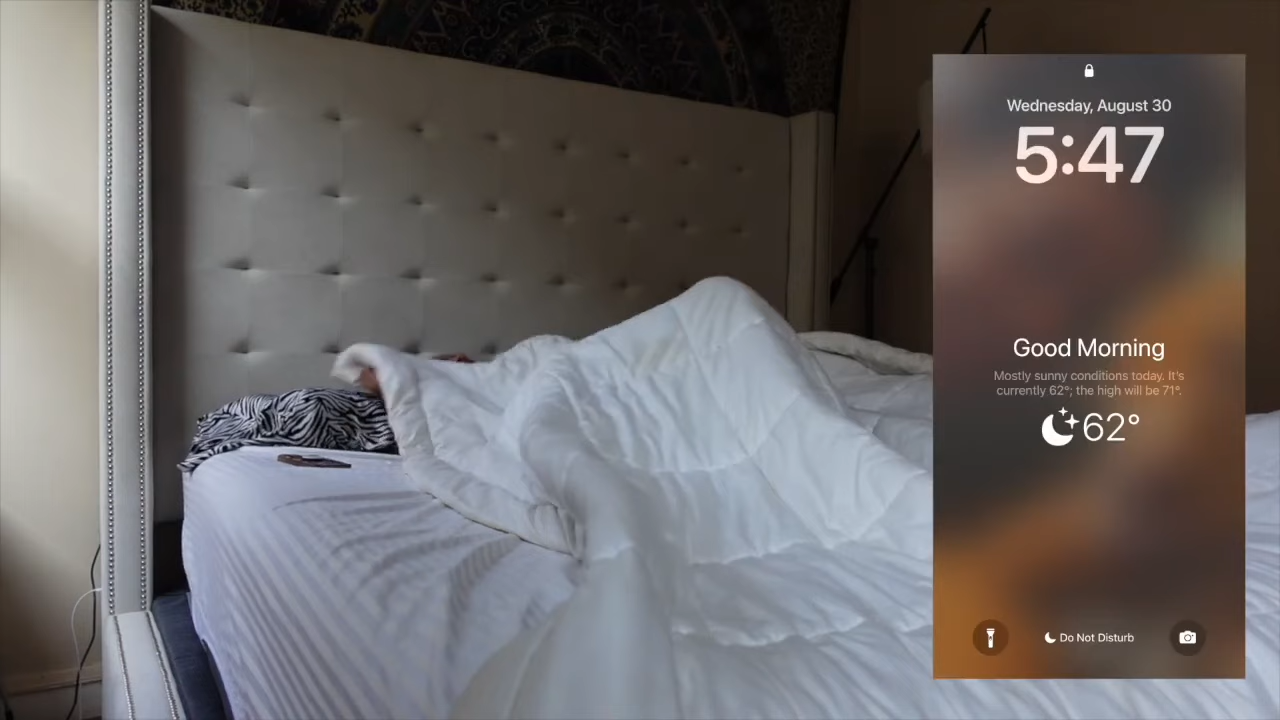 Wednesday, August 30
5:47
Good Morning
Mostly sunny conditions today. It's
currently 62°; the high will be 71°.
62°
Do Not Disturb